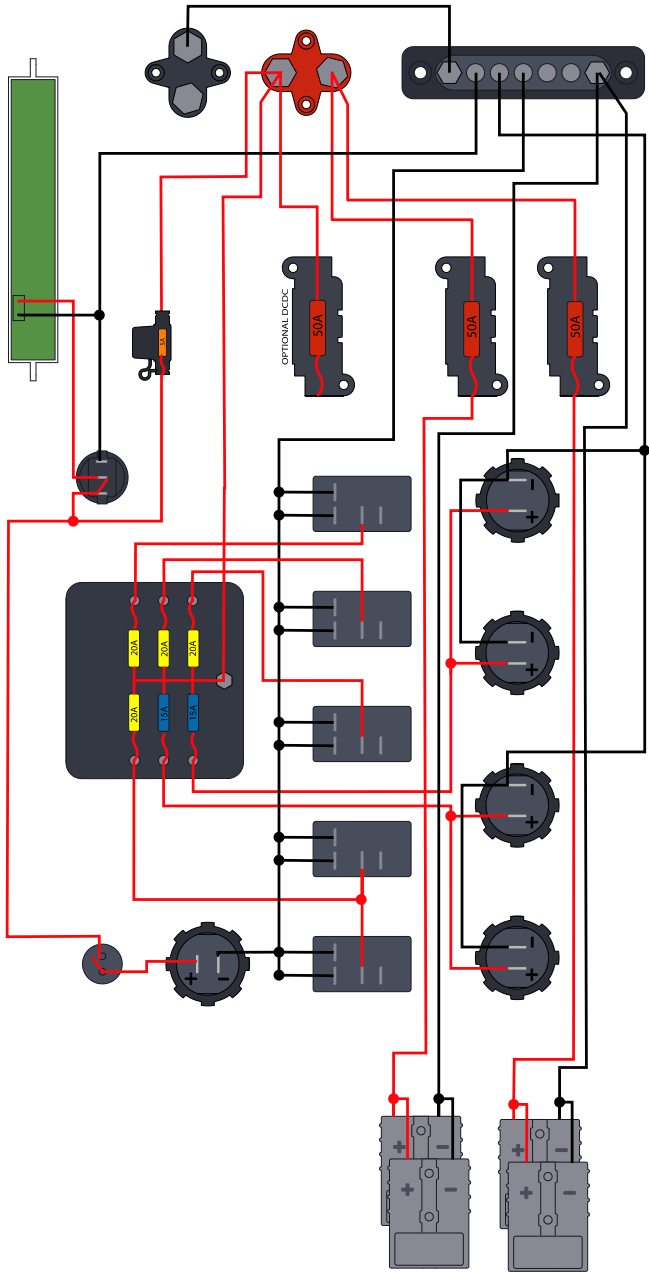 OPTIONAL DCDC
50A
50A
50A
5A
20A
20A
20A
20A
15A
15A
- +
- +
- +
- +
+ -
+ -
+ -
+ -
+ -